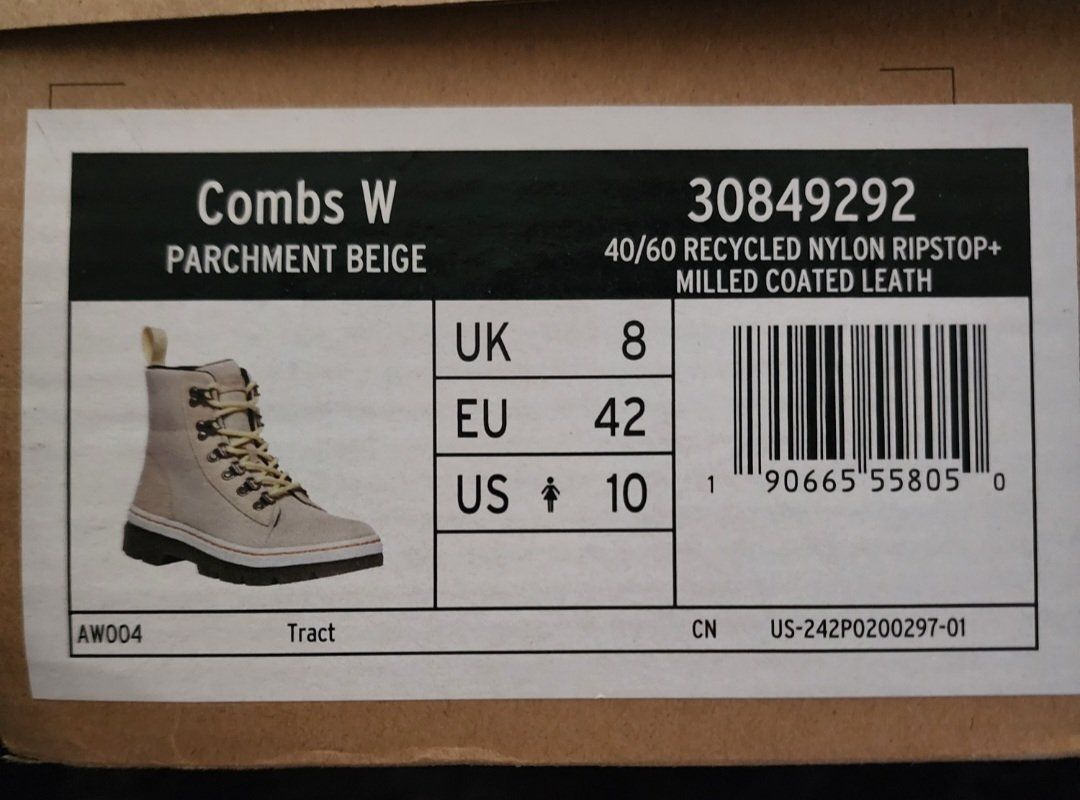 Combs W
PARCHMENT BEIGE
30849292
40/60 RECYCLED NYLON RIPSTOP+
MILLED COATED LEATH
UK 8
EU 42
US 10
1 90665 55805 0
AW004 Tract CN US-242P0200297-01